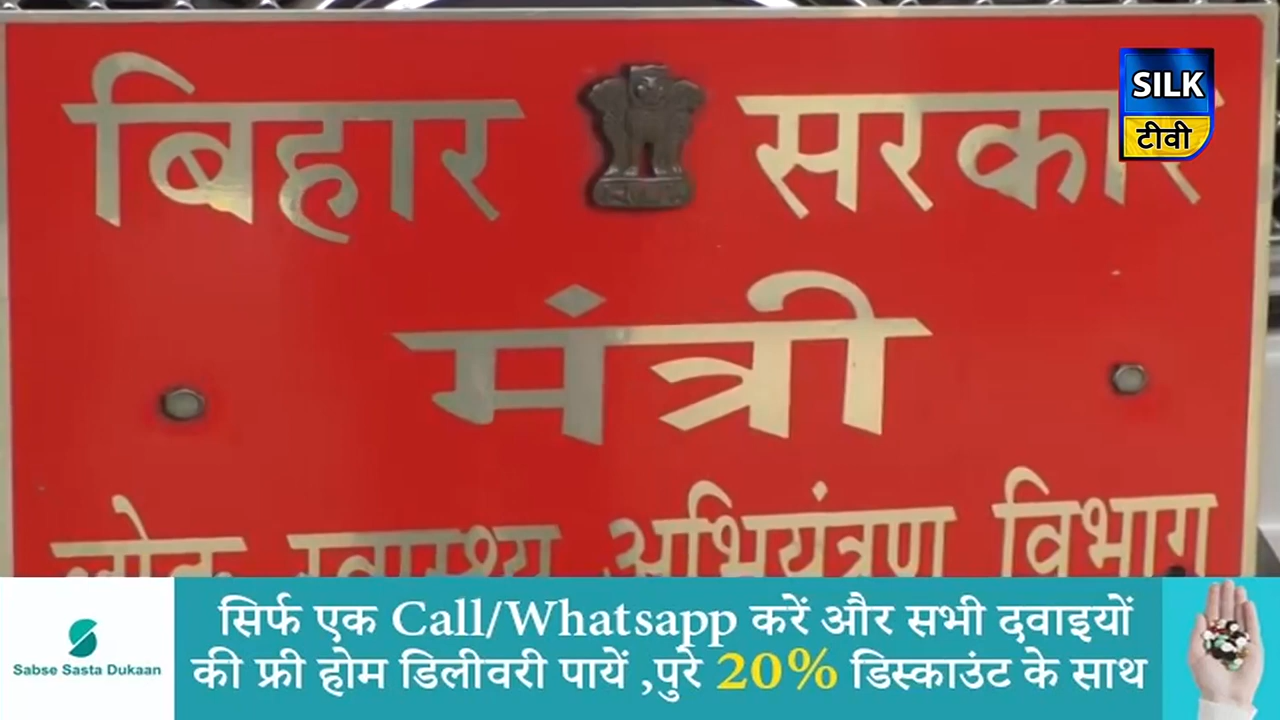 बिहार सरकार
SILK
टीवी
मंत्री
लोक स्वास्थ्य अभियंत्रण विभाग
Sabse Sasta Dukaan
सिर्फ एक Call/Whatsapp करें और सभी दवाइयों
की फ्री होम डिलीवरी पायें ,पुरे 20% डिस्काउंट के साथ